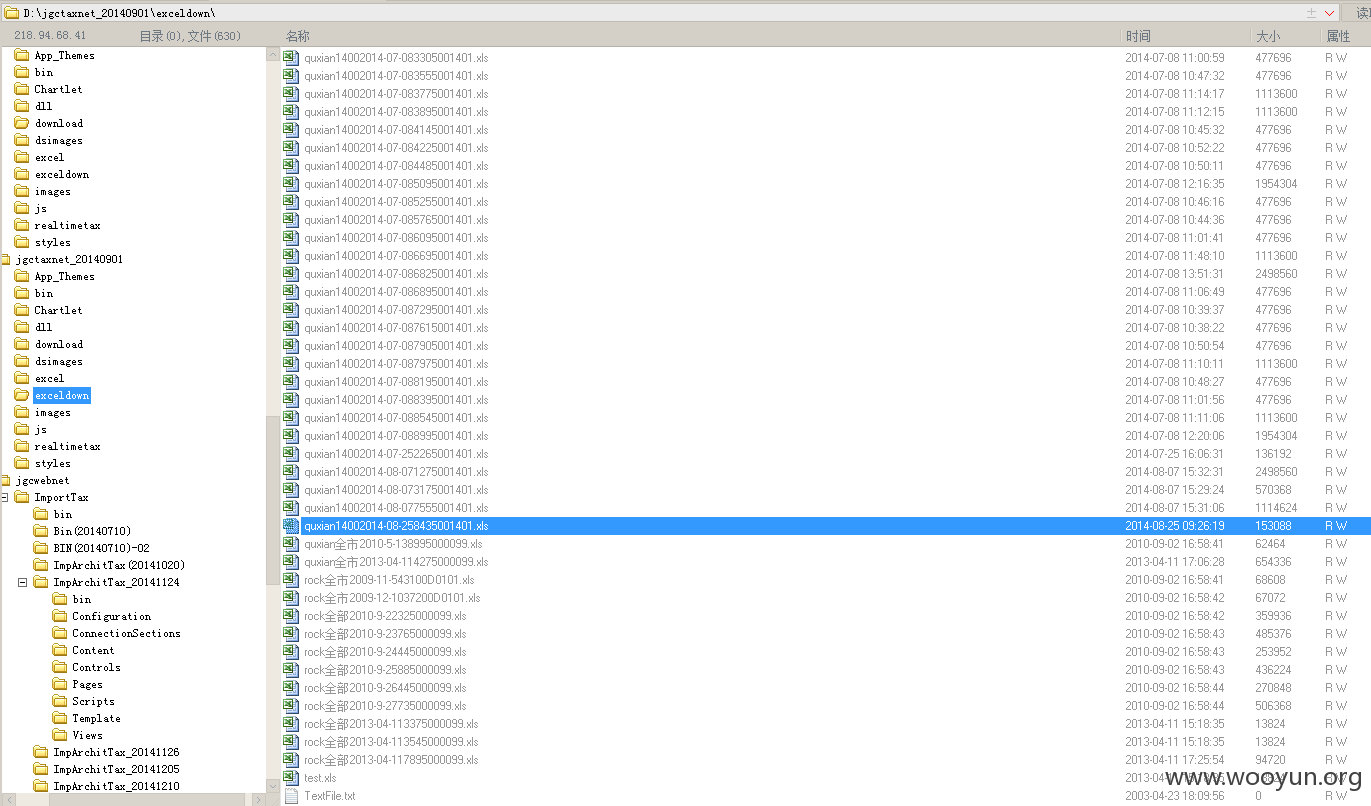 D:\jgctaxnet_20140901\exceldown\
读
218.94.68.41 目录(0),文件(630)
名称 时间 大小 属性
App_Themes
bin
Chartlet
dll
download
dsimages
excel
exceldown
images
js
realtimetax
styles
jgctaxnet_20140901
App_Themes
bin
Chartlet
dll
download
dsimages
excel
exceldown
images
js
realtimetax
styles
jgcwebnet
ImportTax
bin
Bin(20140710)
BIN(20140710)-02
ImpArchitTax(20141020)
ImpArchitTax_20141124
bin
Configuration
ConnectionSections
Content
Controls
Pages
Scripts
Template
Views
ImpArchitTax_20141126
ImpArchitTax_20141205
ImpArchitTax_20141210
quxian14002014-07-083305001401.xls 2014-07-08 11:00:59 477696 R W
quxian14002014-07-083555001401.xls 2014-07-08 10:47:32 477696 R W
quxian14002014-07-083775001401.xls 2014-07-08 11:14:17 1113600 R W
quxian14002014-07-083895001401.xls 2014-07-08 11:12:15 1113600 R W
quxian14002014-07-084145001401.xls 2014-07-08 10:45:32 477696 R W
quxian14002014-07-084225001401.xls 2014-07-08 10:52:22 477696 R W
quxian14002014-07-084485001401.xls 2014-07-08 10:50:11 477696 R W
quxian14002014-07-085095001401.xls 2014-07-08 12:16:35 1954304 R W
quxian14002014-07-085255001401.xls 2014-07-08 10:46:16 477696 R W
quxian14002014-07-085765001401.xls 2014-07-08 10:44:36 477696 R W
quxian14002014-07-086095001401.xls 2014-07-08 11:01:41 477696 R W
quxian14002014-07-086695001401.xls 2014-07-08 11:48:10 1113600 R W
quxian14002014-07-086825001401.xls 2014-07-08 13:51:31 2498560 R W
quxian14002014-07-086895001401.xls 2014-07-08 11:06:49 477696 R W
quxian14002014-07-087295001401.xls 2014-07-08 10:39:37 477696 R W
quxian14002014-07-087615001401.xls 2014-07-08 10:38:22 477696 R W
quxian14002014-07-087905001401.xls 2014-07-08 10:50:54 477696 R W
quxian14002014-07-087975001401.xls 2014-07-08 11:10:11 1113600 R W
quxian14002014-07-088195001401.xls 2014-07-08 10:48:27 477696 R W
quxian14002014-07-088395001401.xls 2014-07-08 11:01:56 477696 R W
quxian14002014-07-088545001401.xls 2014-07-08 11:11:06 1113600 R W
quxian14002014-07-088995001401.xls 2014-07-08 12:20:06 1954304 R W
quxian14002014-07-252265001401.xls 2014-07-25 16:06:31 136192 R W
quxian14002014-08-071275001401.xls 2014-08-07 15:32:31 2498560 R W
quxian14002014-08-073175001401.xls 2014-08-07 15:29:24 570368 R W
quxian14002014-08-077555001401.xls 2014-08-07 15:31:06 1114624 R W
quxian14002014-08-258435001401.xls 2014-08-25 09:26:19 153088 R W
quxian全市2010-5-138995000099.xls 2010-09-02 16:58:41 62464 R W
quxian全市2013-04-114275000099.xls 2013-04-11 17:06:28 654336 R W
rock全市2009-11-543100D0101.xls 2010-09-02 16:58:41 68608 R W
rock全市2009-12-1037200D0101.xls 2010-09-02 16:58:42 67072 R W
rock全部2010-9-22325000099.xls 2010-09-02 16:58:42 359936 R W
rock全部2010-9-23765000099.xls 2010-09-02 16:58:43 485376 R W
rock全部2010-9-24445000099.xls 2010-09-02 16:58:43 253952 R W
rock全部2010-9-25885000099.xls 2010-09-02 16:58:43 436224 R W
rock全部2010-9-26445000099.xls 2010-09-02 16:58:44 270848 R W
rock全部2010-9-27735000099.xls 2010-09-02 16:58:44 506368 R W
rock全部2013-04-113375000099.xls 2013-04-11 15:18:35 13824 R W
rock全部2013-04-113545000099.xls 2013-04-11 15:18:35 13824 R W
rock全部2013-04-117895000099.xls 2013-04-11 17:25:54 94720 R W
test.xls 2013-04-
TextFile.txt 2003-04-23 18:09:56 0 R W
www.wooyun.org